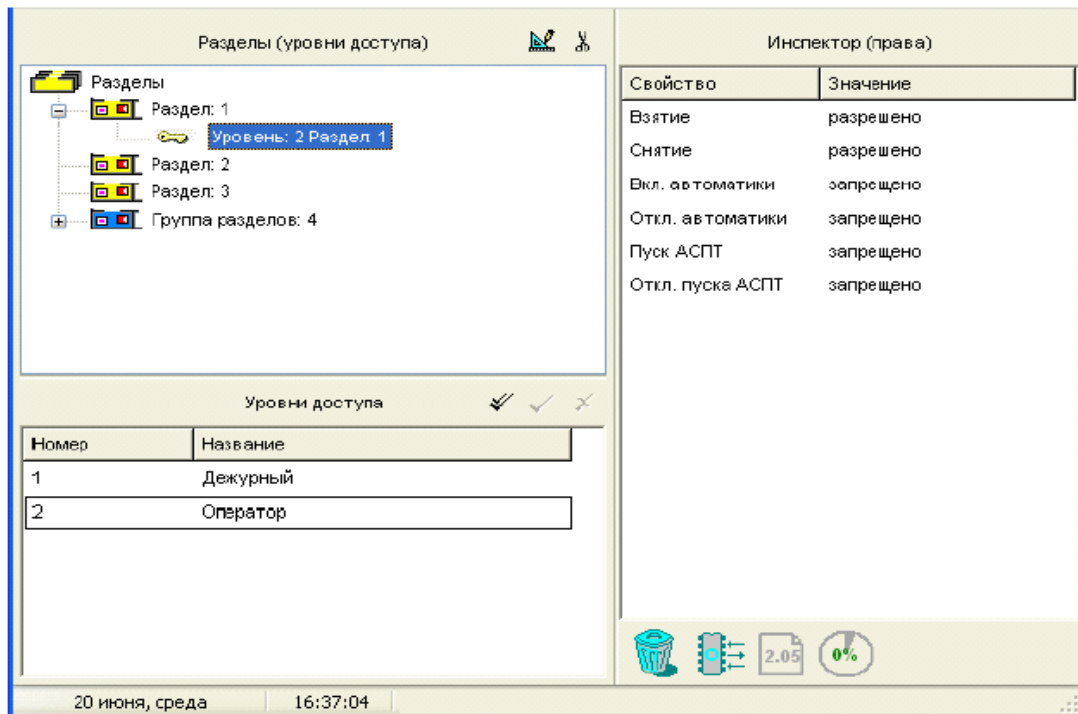 Разделы (уровни доступа)
Разделы
Раздел: 1
Уровень: 2 Раздел: 1
Раздел: 2
Раздел: 3
Группа разделов: 4
Уровни доступа
Номер Название
1 Дежурный
2 Оператор
Инспектор (права)
Свойство Значение
Взятие разрешено
Снятие разрешено
Вкл. автоматики запрещено
Откл. автоматики запрещено
Пуск АСПТ запрещено
Откл. пуска АСПТ запрещено
2.05 0%
20 июня, среда 16:37:04